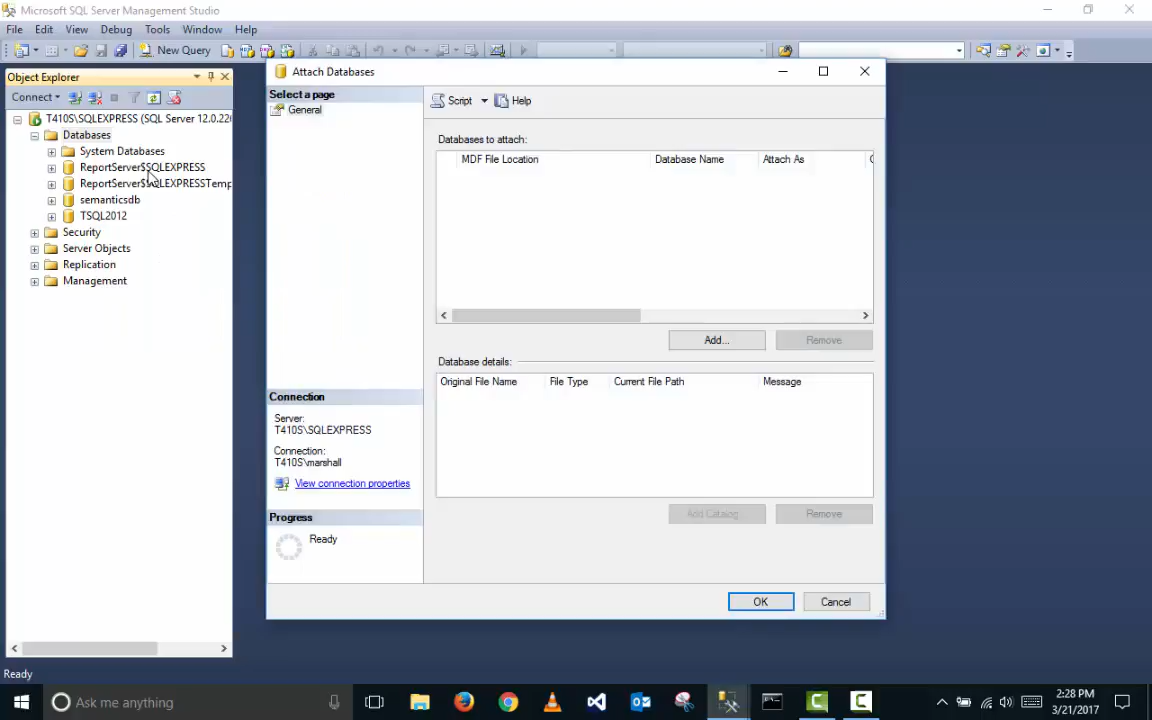 Microsoft SQL Server Management Studio
File Edit View Debug Tools Window Help
New Query
Object Explorer
Connect
T410S\SQLEXPRESS (SQL Server 12.0.220
Databases
System Databases
ReportServer$SQLEXPRESS
ReportServer$SQLEXPRESSTemp
semanticsdb
TSQL2012
Security
Server Objects
Replication
Management
Attach Databases
Select a page
General
Script Help
Databases to attach:
MDF File Location Database Name Attach As
Add... Remove
Database details:
Original File Name File Type Current File Path Message
Add Catalog Remove
Connection
Server:
T410S\SQLEXPRESS
Connection:
T410S\marshall
View connection properties
Progress
Ready
OK Cancel
Ready
Ask me anything
2:28 PM
3/21/2017